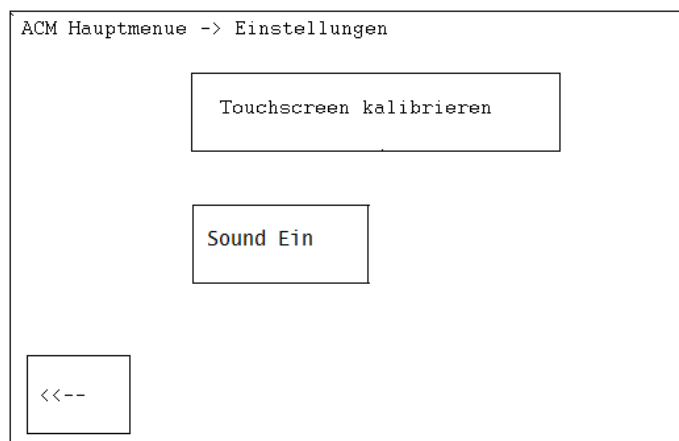 ACM Hauptmenue -> Einstellungen
Touchscreen kalibrieren
Sound Ein
<<--